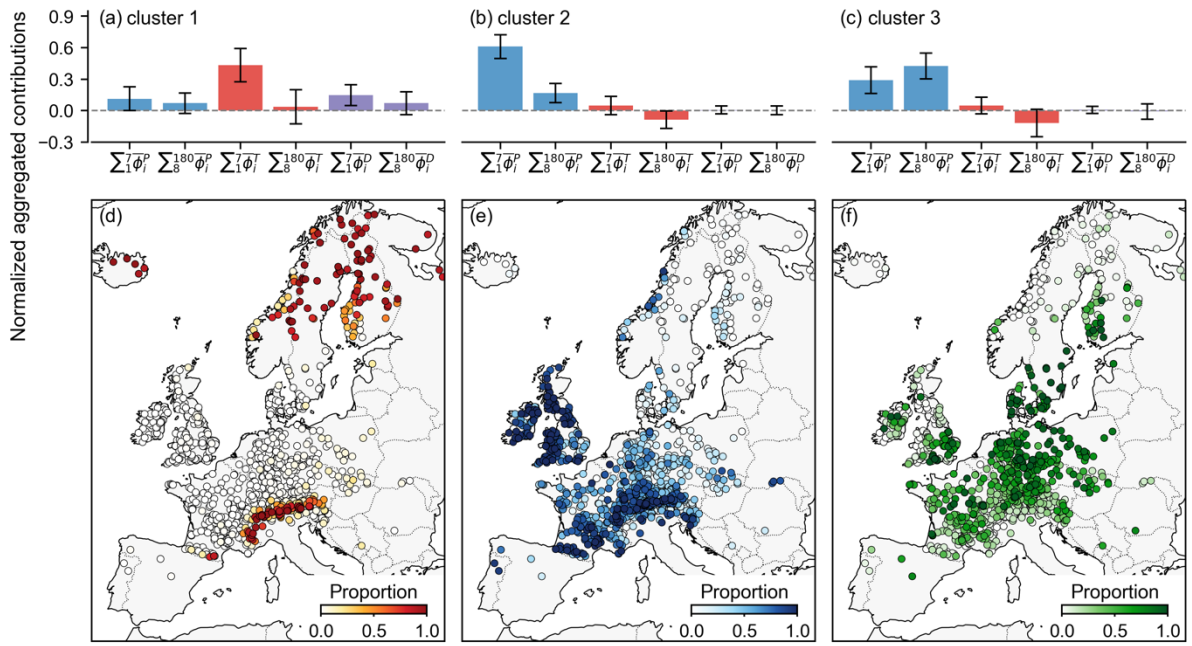 Normalized aggregated contributions
(a) cluster 1
(b) cluster 2
(c) cluster 3
0.9
0.6
0.3
0.0
−0.3
∑₁⁷ϕ̅ᵢᴾ ∑₈¹⁸⁰ϕ̅ᵢᴾ ∑₁⁷ϕ̅ᵢᵀ ∑₈¹⁸⁰ϕ̅ᵢᵀ ∑₁⁷ϕ̅ᵢᴰ ∑₈¹⁸⁰ϕ̅ᵢᴰ
∑₁⁷ϕ̅ᵢᴾ ∑₈¹⁸⁰ϕ̅ᵢᴾ ∑₁⁷ϕ̅ᵢᵀ ∑₈¹⁸⁰ϕ̅ᵢᵀ ∑₁⁷ϕ̅ᵢᴰ ∑₈¹⁸⁰ϕ̅ᵢᴰ
∑₁⁷ϕ̅ᵢᴾ ∑₈¹⁸⁰ϕ̅ᵢᴾ ∑₁⁷ϕ̅ᵢᵀ ∑₈¹⁸⁰ϕ̅ᵢᵀ ∑₁⁷ϕ̅ᵢᴰ ∑₈¹⁸⁰ϕ̅ᵢᴰ
(d)
Proportion
0.0 0.5 1.0
(e)
Proportion
0.0 0.5 1.0
(f)
Proportion
0.0 0.5 1.0